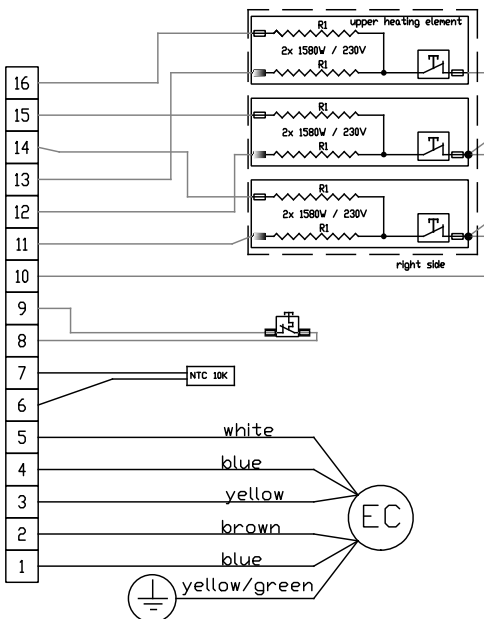 upper heating element
R1
2x 1580W / 230V
R1
R1
2x 1580W / 230V
R1
R1
2x 1580W / 230V
R1
right side
16
15
14
13
12
11
10
9
8
7
NTC 10K
6
5
white
4
blue
3
yellow
EC
2
brown
1
blue
yellow/green